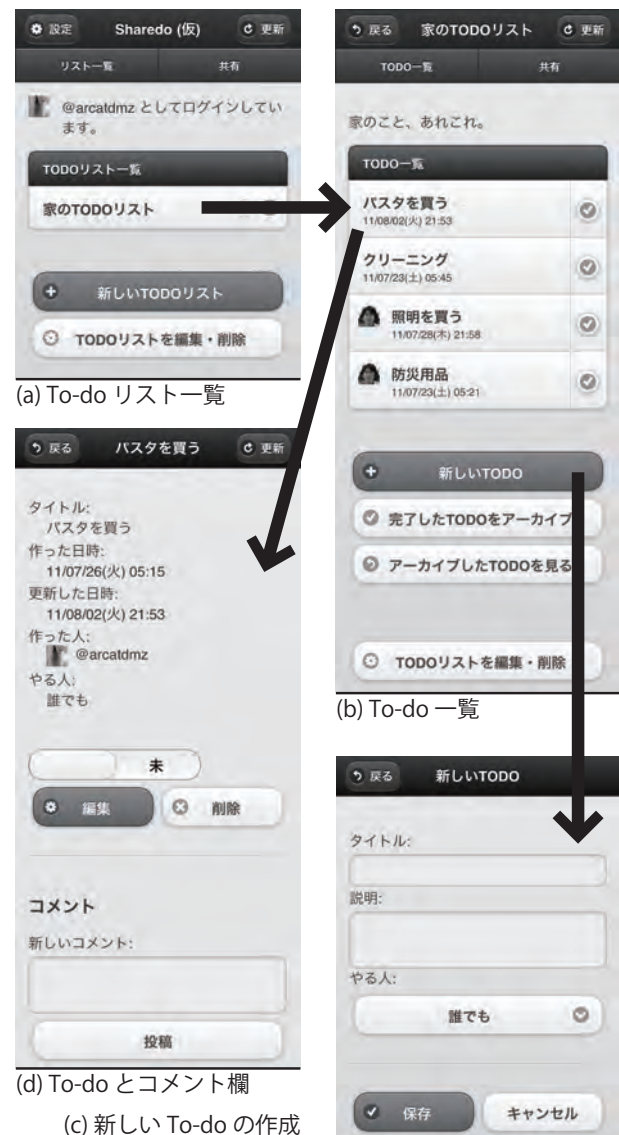 設定 Sharedo (仮) 更新
リスト一覧 共有
@arcatdmz としてログインしてい
ます。
TODOリスト一覧
家のTODOリスト
新しいTODOリスト
TODOリストを編集・削除
(a) To-do リスト一覧
戻る 家のTODOリスト 更新
TODO一覧 共有
家のこと、あれこれ。
TODO一覧
パスタを買う
11/08/02(火) 21:53
クリーニング
11/07/23(土) 05:45
照明を買う
11/07/28(木) 21:58
防災用品
11/07/23(土) 05:21
新しいTODO
完了したTODOをアーカイブ
アーカイブしたTODOを見る
TODOリストを編集・削除
(b) To-do 一覧
戻る パスタを買う 更新
タイトル:
パスタを買う
作った日時:
11/07/26(火) 05:15
更新した日時:
11/08/02(火) 21:53
作った人:
@arcatdmz
やる人:
誰でも
未
編集 削除
コメント
新しいコメント:
投稿
(d) To-do とコメント欄
戻る 新しいTODO
タイトル:
説明:
やる人:
誰でも
保存 キャンセル
(c) 新しい To-do の作成